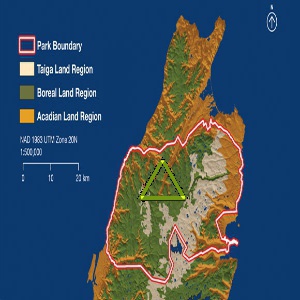 N
Park Boundary
Taiga Land Region
Boreal Land Region
Acadian Land Region
NAD 1983 UTM Zone 20N
1:500,000
0 10 20 km